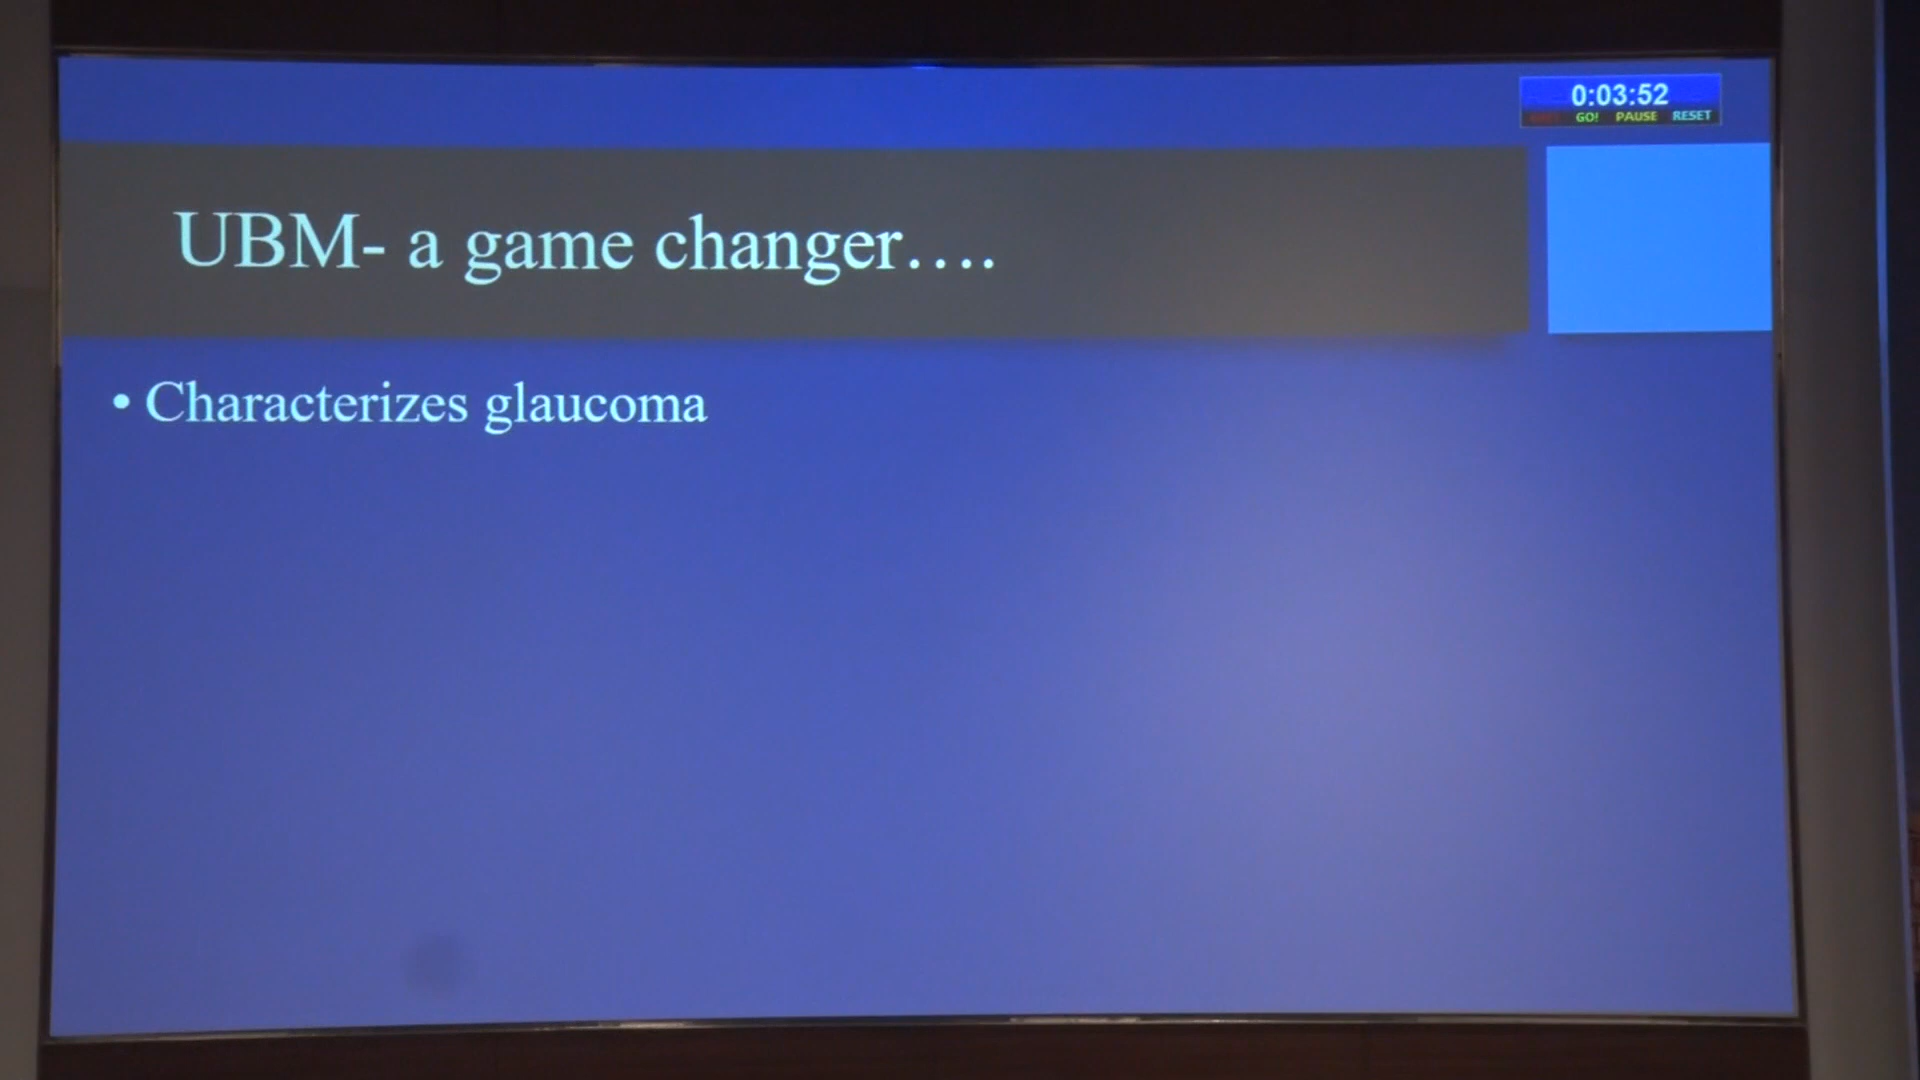 0:03:52
GO! PAUSE RESET
UBM- a game changer….
• Characterizes glaucoma